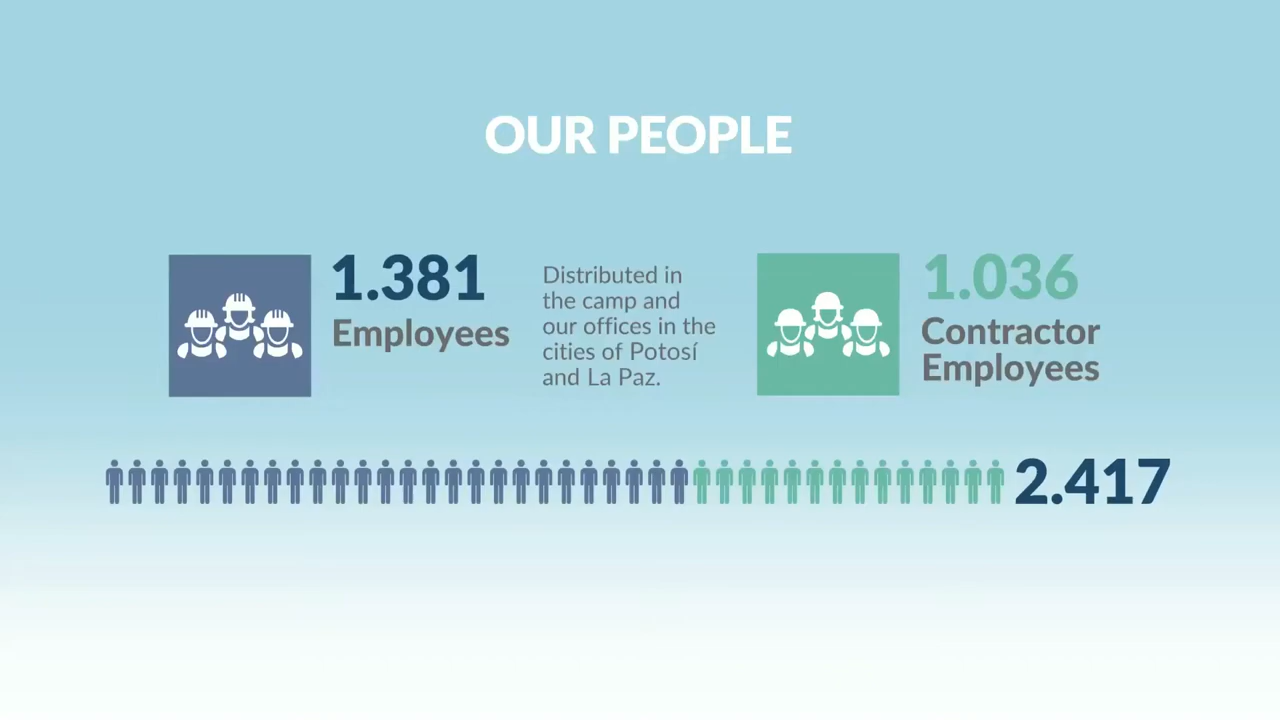 OUR PEOPLE
1.381
Employees
Distributed in
the camp and
our offices in the
cities of Potosí
and La Paz.
1.036
Contractor
Employees
2.417